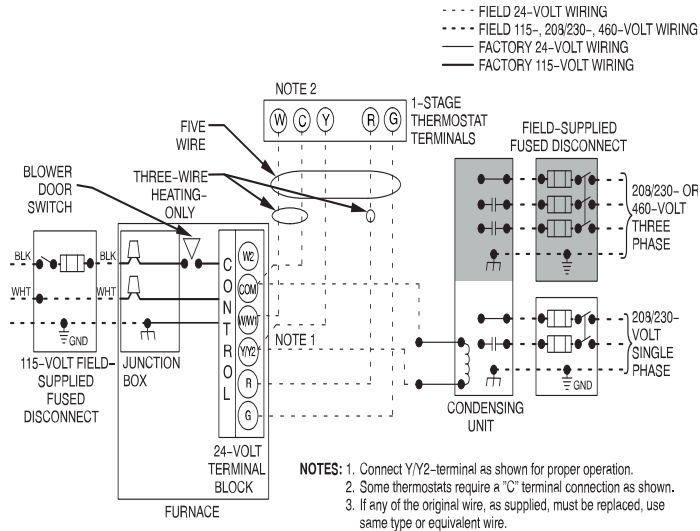 FIELD 24-VOLT WIRING
FIELD 115-, 208/230-, 460-VOLT WIRING
FACTORY 24-VOLT WIRING
FACTORY 115-VOLT WIRING
NOTE 2
W C Y R G
1-STAGE
THERMOSTAT
TERMINALS
FIVE
WIRE
THREE-WIRE
HEATING-
ONLY
BLOWER
DOOR
SWITCH
FIELD-SUPPLIED
FUSED DISCONNECT
208/230- OR
460-VOLT
THREE
PHASE
BLK
BLK
WHT
WHT
GND
CONTROL
W2
COM
W/W1
Y/Y2
R
G
NOTE 1
208/230-
VOLT
SINGLE
PHASE
GND
115-VOLT FIELD-
SUPPLIED
FUSED
DISCONNECT
JUNCTION
BOX
CONDENSING
UNIT
24-VOLT
TERMINAL
BLOCK
FURNACE
NOTES: 1. Connect Y/Y2-terminal as shown for proper operation.
2. Some thermostats require a "C" terminal connection as shown.
3. If any of the original wire, as supplied, must be replaced, use
same type or equivalent wire.